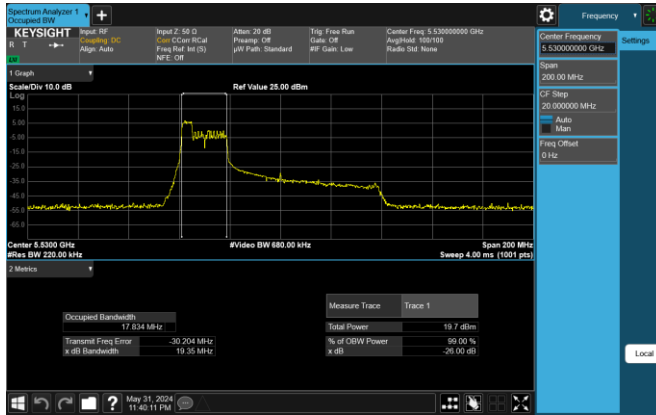 Spectrum Analyzer 1
Occupied BW
Frequency
KEYSIGHT
R T
Input: RF
Coupling: DC
Align: Auto
Input Z: 50 Ω
Corr CCorr RCal
Freq Ref: Int (S)
NFE: Off
Atten: 20 dB
Preamp: Off
µW Path: Standard
Trig: Free Run
Gate: Off
#IF Gain: Low
Center Freq: 5.530000000 GHz
Avg|Hold: 100/100
Radio Std: None
Center Frequency
5.530000000 GHz
Settings
Span
200.00 MHz
CF Step
20.000000 MHz
Auto
Man
Freq Offset
0 Hz
1 Graph
Scale/Div 10.0 dB
Ref Value 25.00 dBm
Log
15.0
5.00
-5.00
-15.0
-25.0
-35.0
-45.0
-55.0
-65.0
Center 5.5300 GHz
#Video BW 680.00 kHz
Span 200 MHz
#Res BW 220.00 kHz
Sweep 4.00 ms (1001 pts)
2 Metrics
Measure Trace
Trace 1
Occupied Bandwidth
17.834 MHz
Total Power
19.7 dBm
Transmit Freq Error
-30.204 MHz
% of OBW Power
99.00 %
x dB Bandwidth
19.35 MHz
x dB
-26.00 dB
Local
May 31, 2024
11:40:11 PM